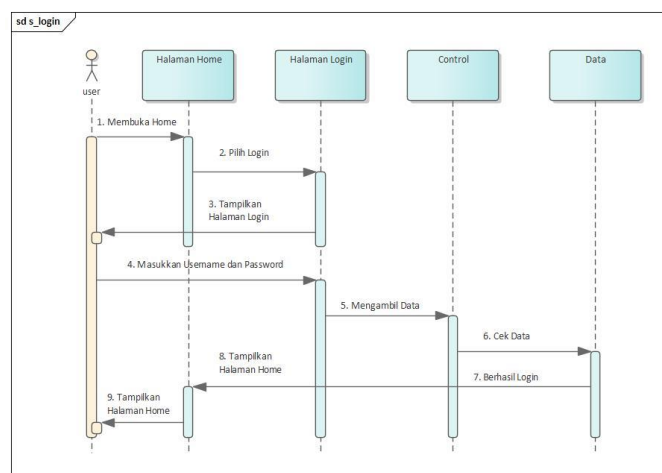 sd s_login
Halaman Home
Halaman Login
Control
Data
user
1. Membuka Home
2. Pilih Login
3. Tampilkan
Halaman Login
4. Masukkan Username dan Password
5. Mengambil Data
6. Cek Data
7. Berhasil Login
8. Tampilkan
Halaman Home
9. Tampilkan
Halaman Home